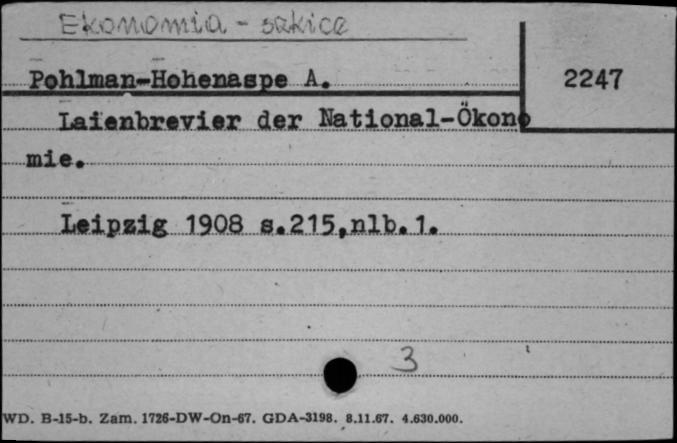 Ekonomia - szkice
Pohlman-Hohenaspe A.
2247
Laienbrevier der National-Ökono
mie.
Leipzig 1908 s.215,nlb.1.
3
WD. B-15-b. Zam. 1726-DW-On-67. GDA-3198. 8.11.67. 4.630.000.